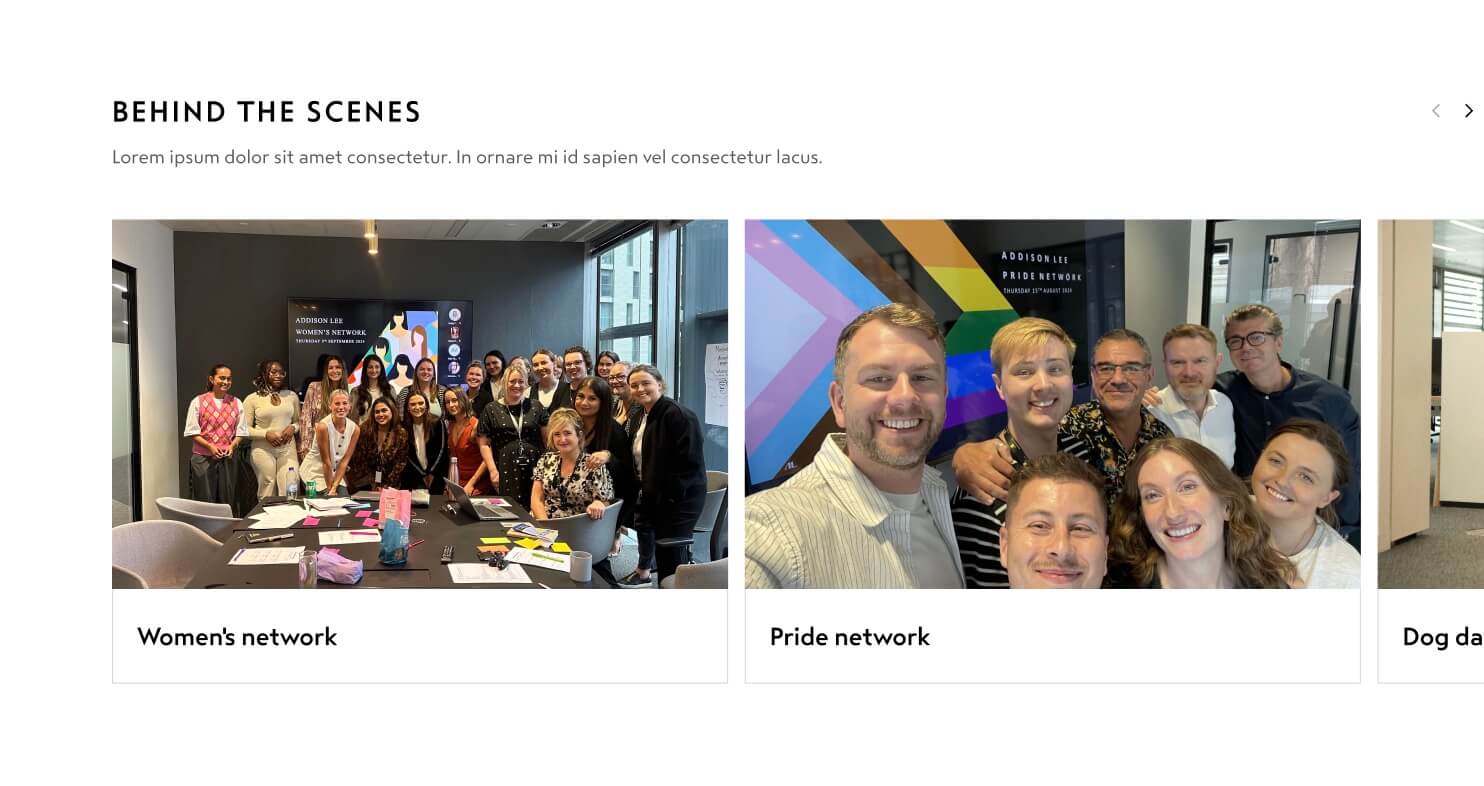 BEHIND THE SCENES
Lorem ipsum dolor sit amet consectetur. In ornare mi id sapien vel consectetur lacus.
ADDISON LEE
WOMEN'S NETWORK
THURSDAY 5TH SEPTEMBER 2024
ADDISON LEE
PRIDE NETWORK
THURSDAY 15TH AUGUST 2024
Women's network
Pride network
Dog da